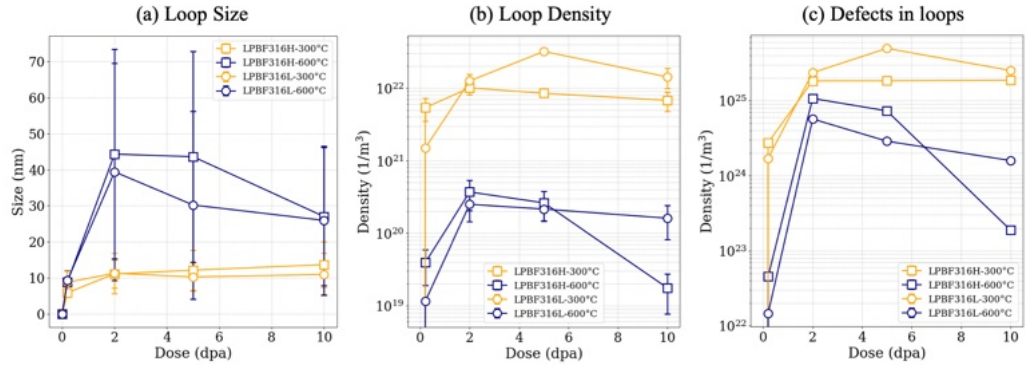 (a) Loop Size
(b) Loop Density
(c) Defects in loops
LPBF316H-300°C
LPBF316H-600°C
LPBF316L-300°C
LPBF316L-600°C
70
60
50
40
30
20
10
0
Size (nm)
0 2 4 6 8 10
Dose (dpa)
10²²
10²¹
10²⁰
10¹⁹
Density (1/m³)
LPBF316H-300°C
LPBF316H-600°C
LPBF316L-300°C
LPBF316L-600°C
0 2 4 6 8 10
Dose (dpa)
10²⁵
10²⁴
10²³
10²²
Density (1/m³)
LPBF316H-300°C
LPBF316H-600°C
LPBF316L-300°C
LPBF316L-600°C
0 2 4 6 8 10
Dose (dpa)